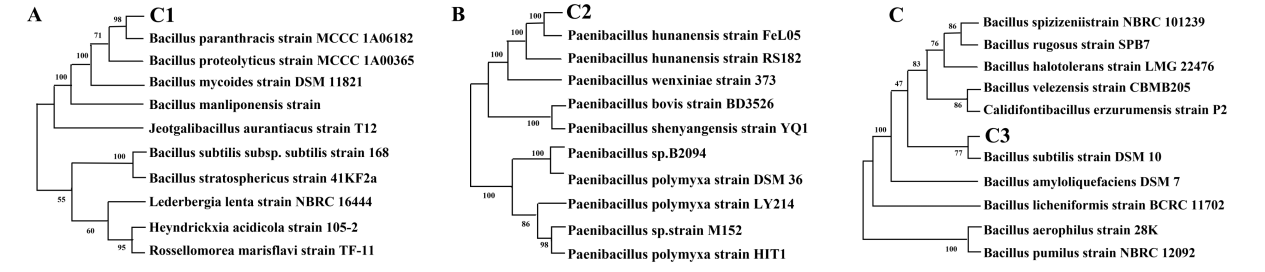 A
C1
98
Bacillus paranthracis strain MCCC 1A06182
71
Bacillus proteolyticus strain MCCC 1A00365
100
Bacillus mycoides strain DSM 11821
100
Bacillus manliponensis strain
Jeotgalibacillus aurantiacus strain T12
Bacillus subtilis subsp. subtilis strain 168
100
Bacillus stratosphericus strain 41KF2a
55
Lederbergia lenta strain NBRC 16444
60
Heyndrickxia acidicola strain 105-2
95
Rossellomorea marisflavi strain TF-11
B
C2
100
Paenibacillus hunanensis strain FeL05
100
Paenibacillus hunanensis strain RS182
100
Paenibacillus wenxiniae strain 373
Paenibacillus bovis strain BD3526
100
Paenibacillus shenyangensis strain YQ1
Paenibacillus sp.B2094
100
Paenibacillus polymyxa strain DSM 36
100
Paenibacillus polymyxa strain LY214
86
Paenibacillus sp.strain M152
98
Paenibacillus polymyxa strain HIT1
C
Bacillus spizizeniistrain NBRC 101239
86
Bacillus rugosus strain SPB7
76
Bacillus halotolerans strain LMG 22476
83
Bacillus velezensis strain CBMB205
47
86
Calidifontibacillus erzurumensis strain P2
100
C3
77
Bacillus subtilis strain DSM 10
Bacillus amyloliquefaciens DSM 7
Bacillus licheniformis strain BCRC 11702
Bacillus aerophilus strain 28K
100
Bacillus pumilus strain NBRC 12092